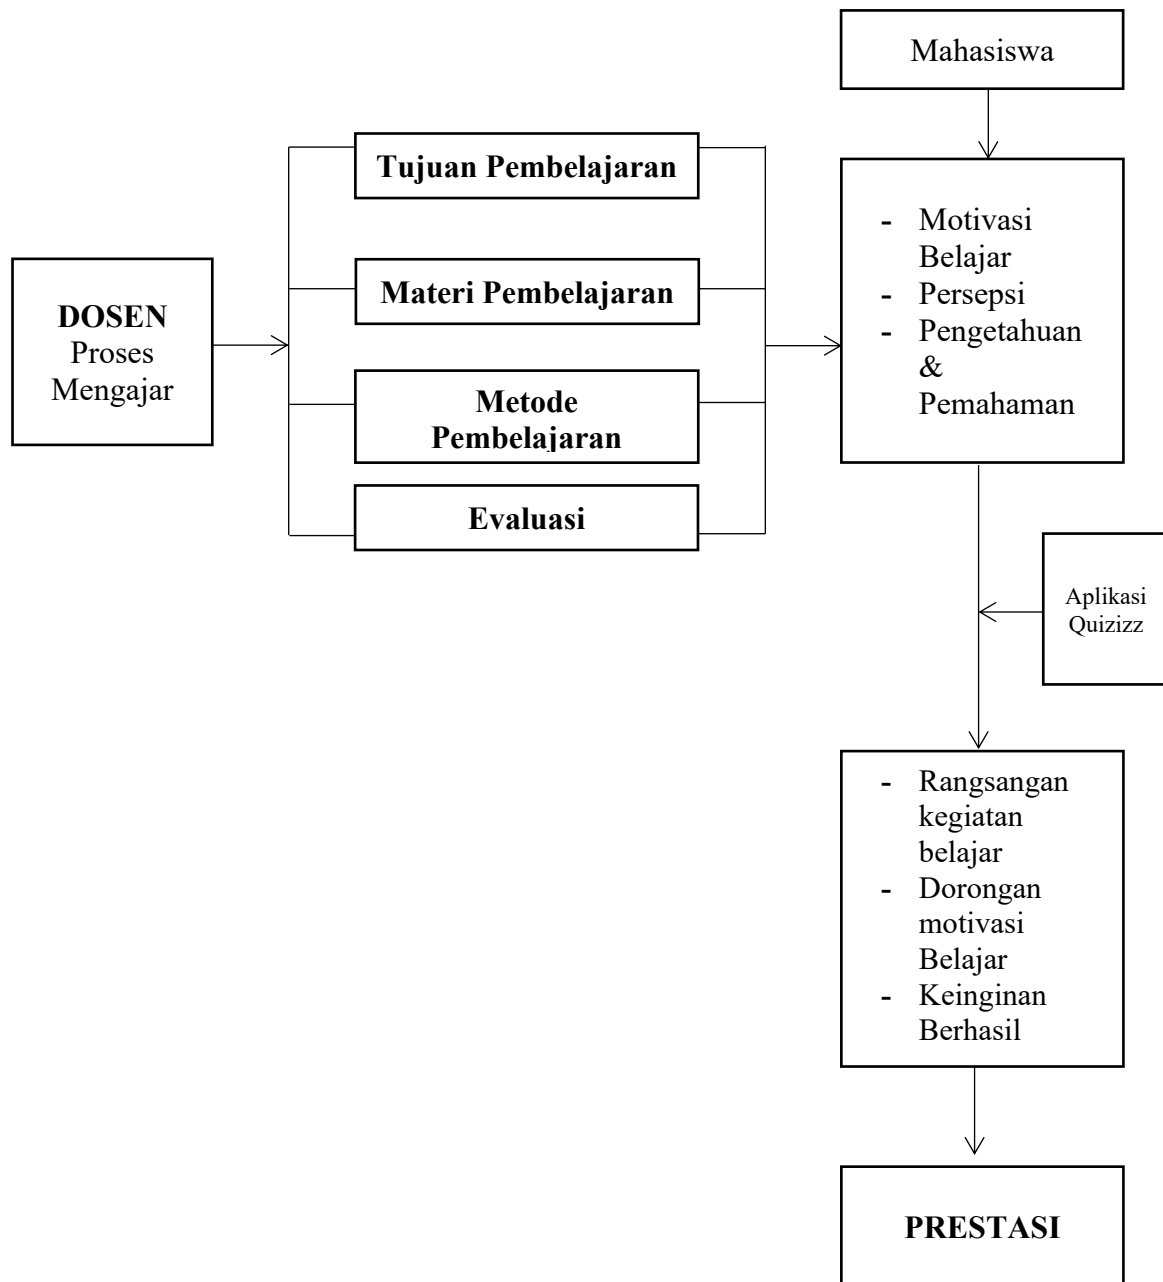 Mahasiswa
Tujuan Pembelajaran
Materi Pembelajaran
DOSEN
Proses
Mengajar
Metode
Pembelajaran
Evaluasi
- Motivasi
Belajar
- Persepsi
- Pengetahuan
&
Pemahaman
Aplikasi
Quizizz
- Rangsangan
kegiatan
belajar
- Dorongan
motivasi
Belajar
- Keinginan
Berhasil
PRESTASI